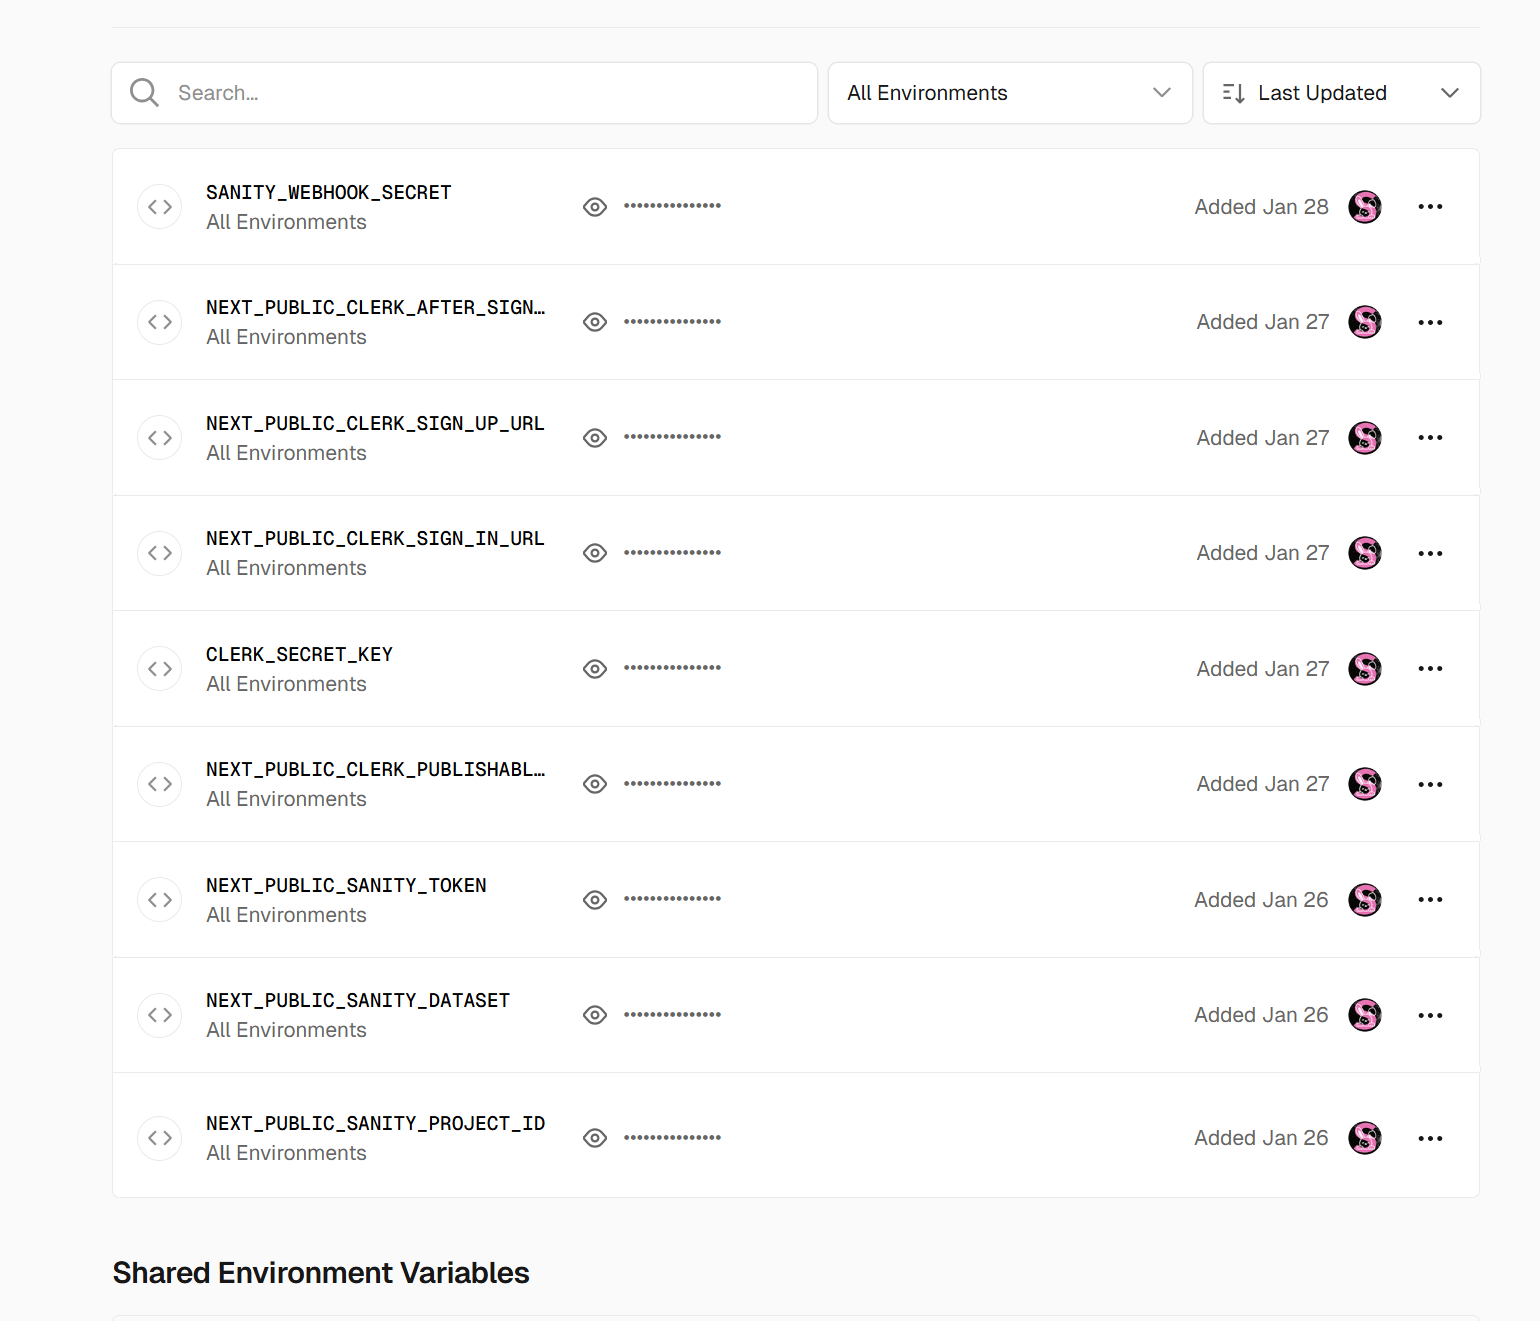 Search...
All Environments
Last Updated
SANITY_WEBHOOK_SECRET
All Environments
•••••••••••••••
Added Jan 28
NEXT_PUBLIC_CLERK_AFTER_SIGN...
All Environments
•••••••••••••••
Added Jan 27
NEXT_PUBLIC_CLERK_SIGN_UP_URL
All Environments
•••••••••••••••
Added Jan 27
NEXT_PUBLIC_CLERK_SIGN_IN_URL
All Environments
•••••••••••••••
Added Jan 27
CLERK_SECRET_KEY
All Environments
•••••••••••••••
Added Jan 27
NEXT_PUBLIC_CLERK_PUBLISHABL...
All Environments
•••••••••••••••
Added Jan 27
NEXT_PUBLIC_SANITY_TOKEN
All Environments
•••••••••••••••
Added Jan 26
NEXT_PUBLIC_SANITY_DATASET
All Environments
•••••••••••••••
Added Jan 26
NEXT_PUBLIC_SANITY_PROJECT_ID
All Environments
•••••••••••••••
Added Jan 26
Shared Environment Variables